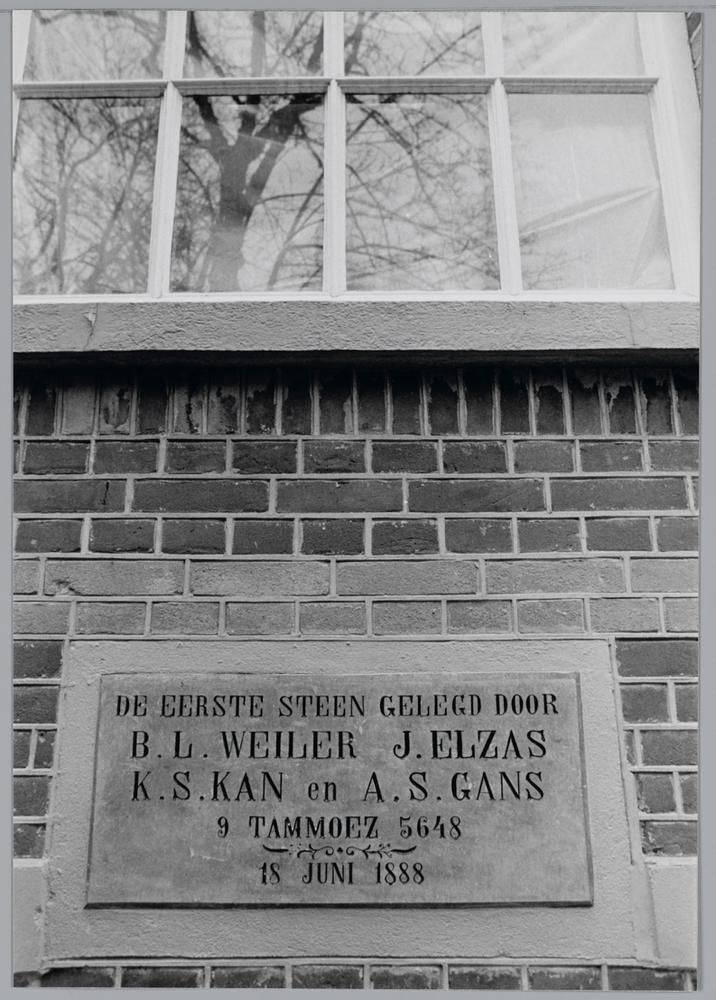 DE EERSTE STEEN GELEGD DOOR
B.L.WEILER J.ELZAS
K.S.KAN en A.S.GANS
9 TAMMOEZ 5648
18 JUNI 1888